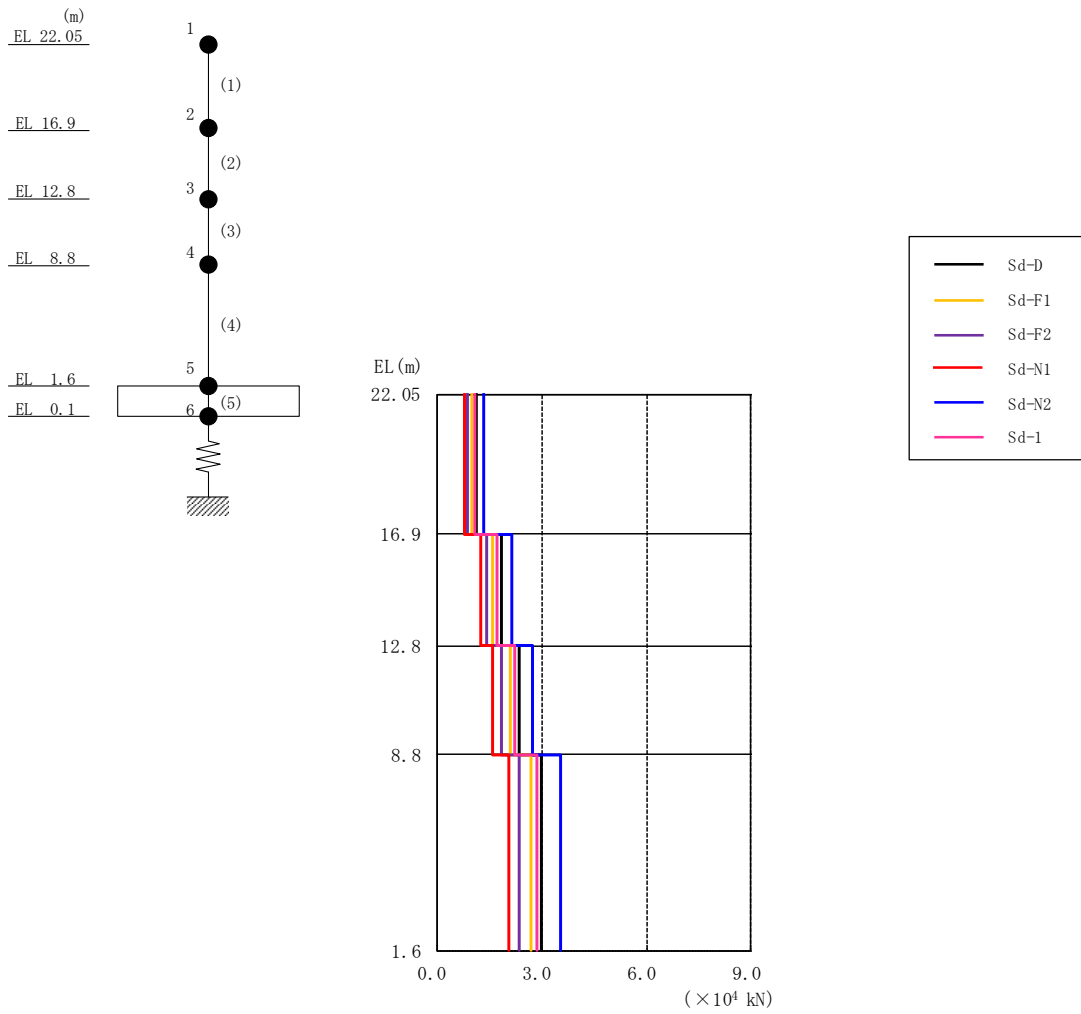 (m)
EL 22.05
EL 16.9
EL 12.8
EL 8.8
EL 1.6
EL 0.1
1
(1)
2
(2)
3
(3)
4
(4)
5
(5)
6
EL(m)
22.05
16.9
12.8
8.8
1.6
0.0 3.0 6.0 9.0
(×10⁴ kN)
Sd-D
Sd-F1
Sd-F2
Sd-N1
Sd-N2
Sd-1